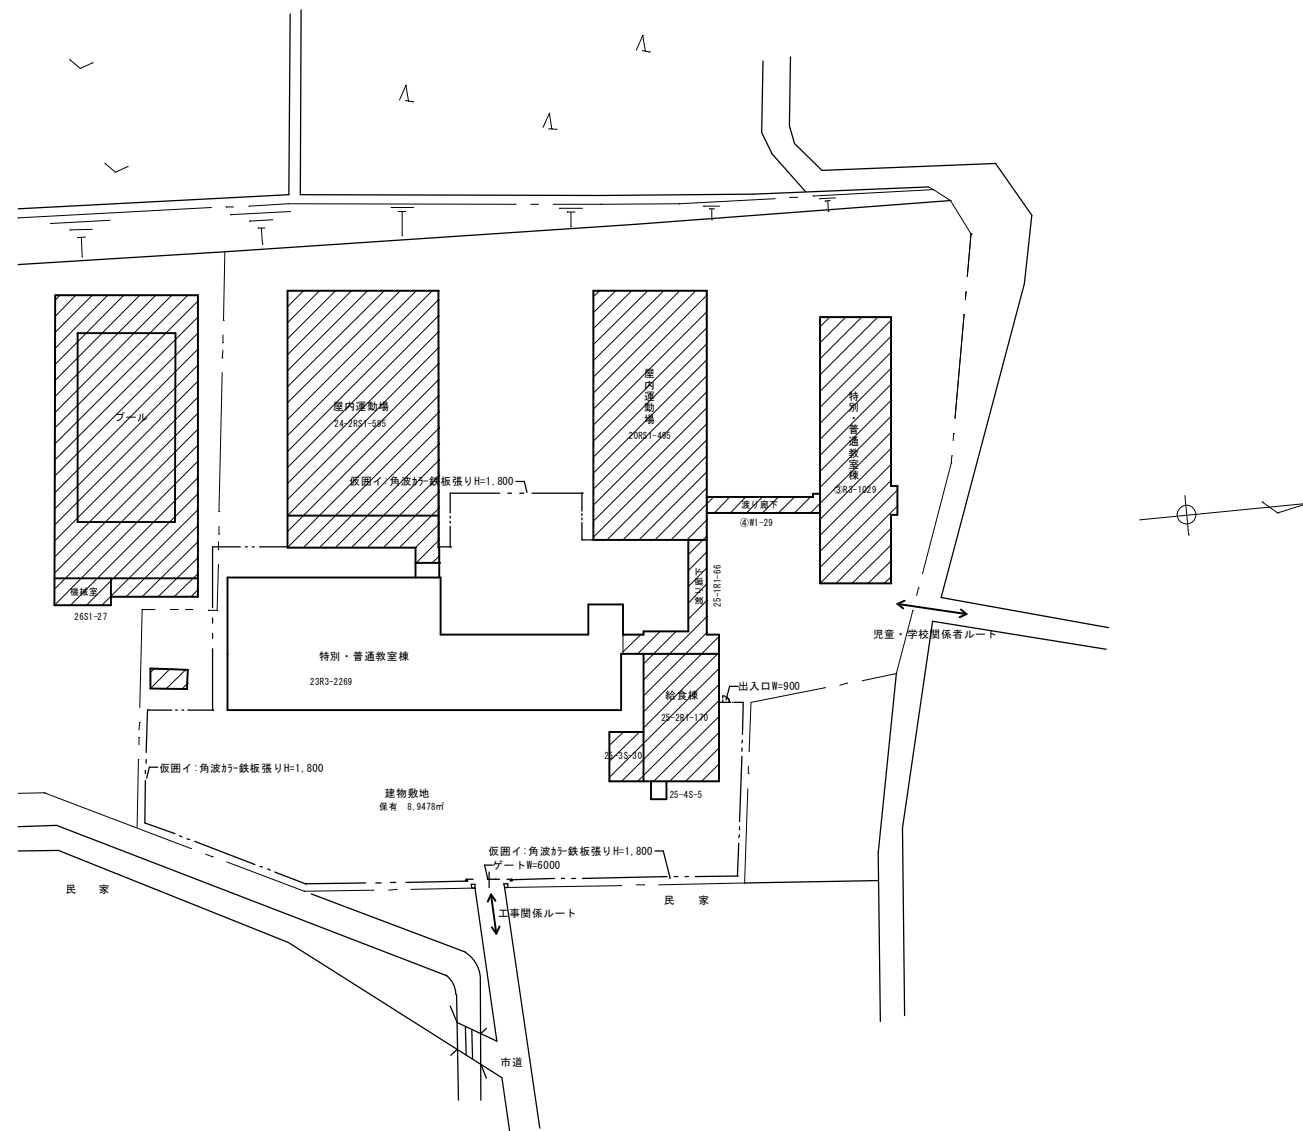 プール
屋内運動場
24-2RS1-595
屋内運動場
20RS1-495
特別・普通教室棟
③R3-1029
仮囲イ:角波ｶﾗｰ鉄板張りH=1,800
渡り廊下
④W1-29
渡り廊下
25-1R1-66
機械室
26S1-27
児童・学校関係者ルート
特別・普通教室棟
23R3-2269
給食棟
25-2R1-170
出入口W=900
25-3S-30
仮囲イ:角波ｶﾗｰ鉄板張りH=1,800
建物敷地
保有 8,9478㎡
25-4S-5
仮囲イ:角波ｶﾗｰ鉄板張りH=1,800
ゲートW=6000
民 家
民 家
工事関係ルート
市道